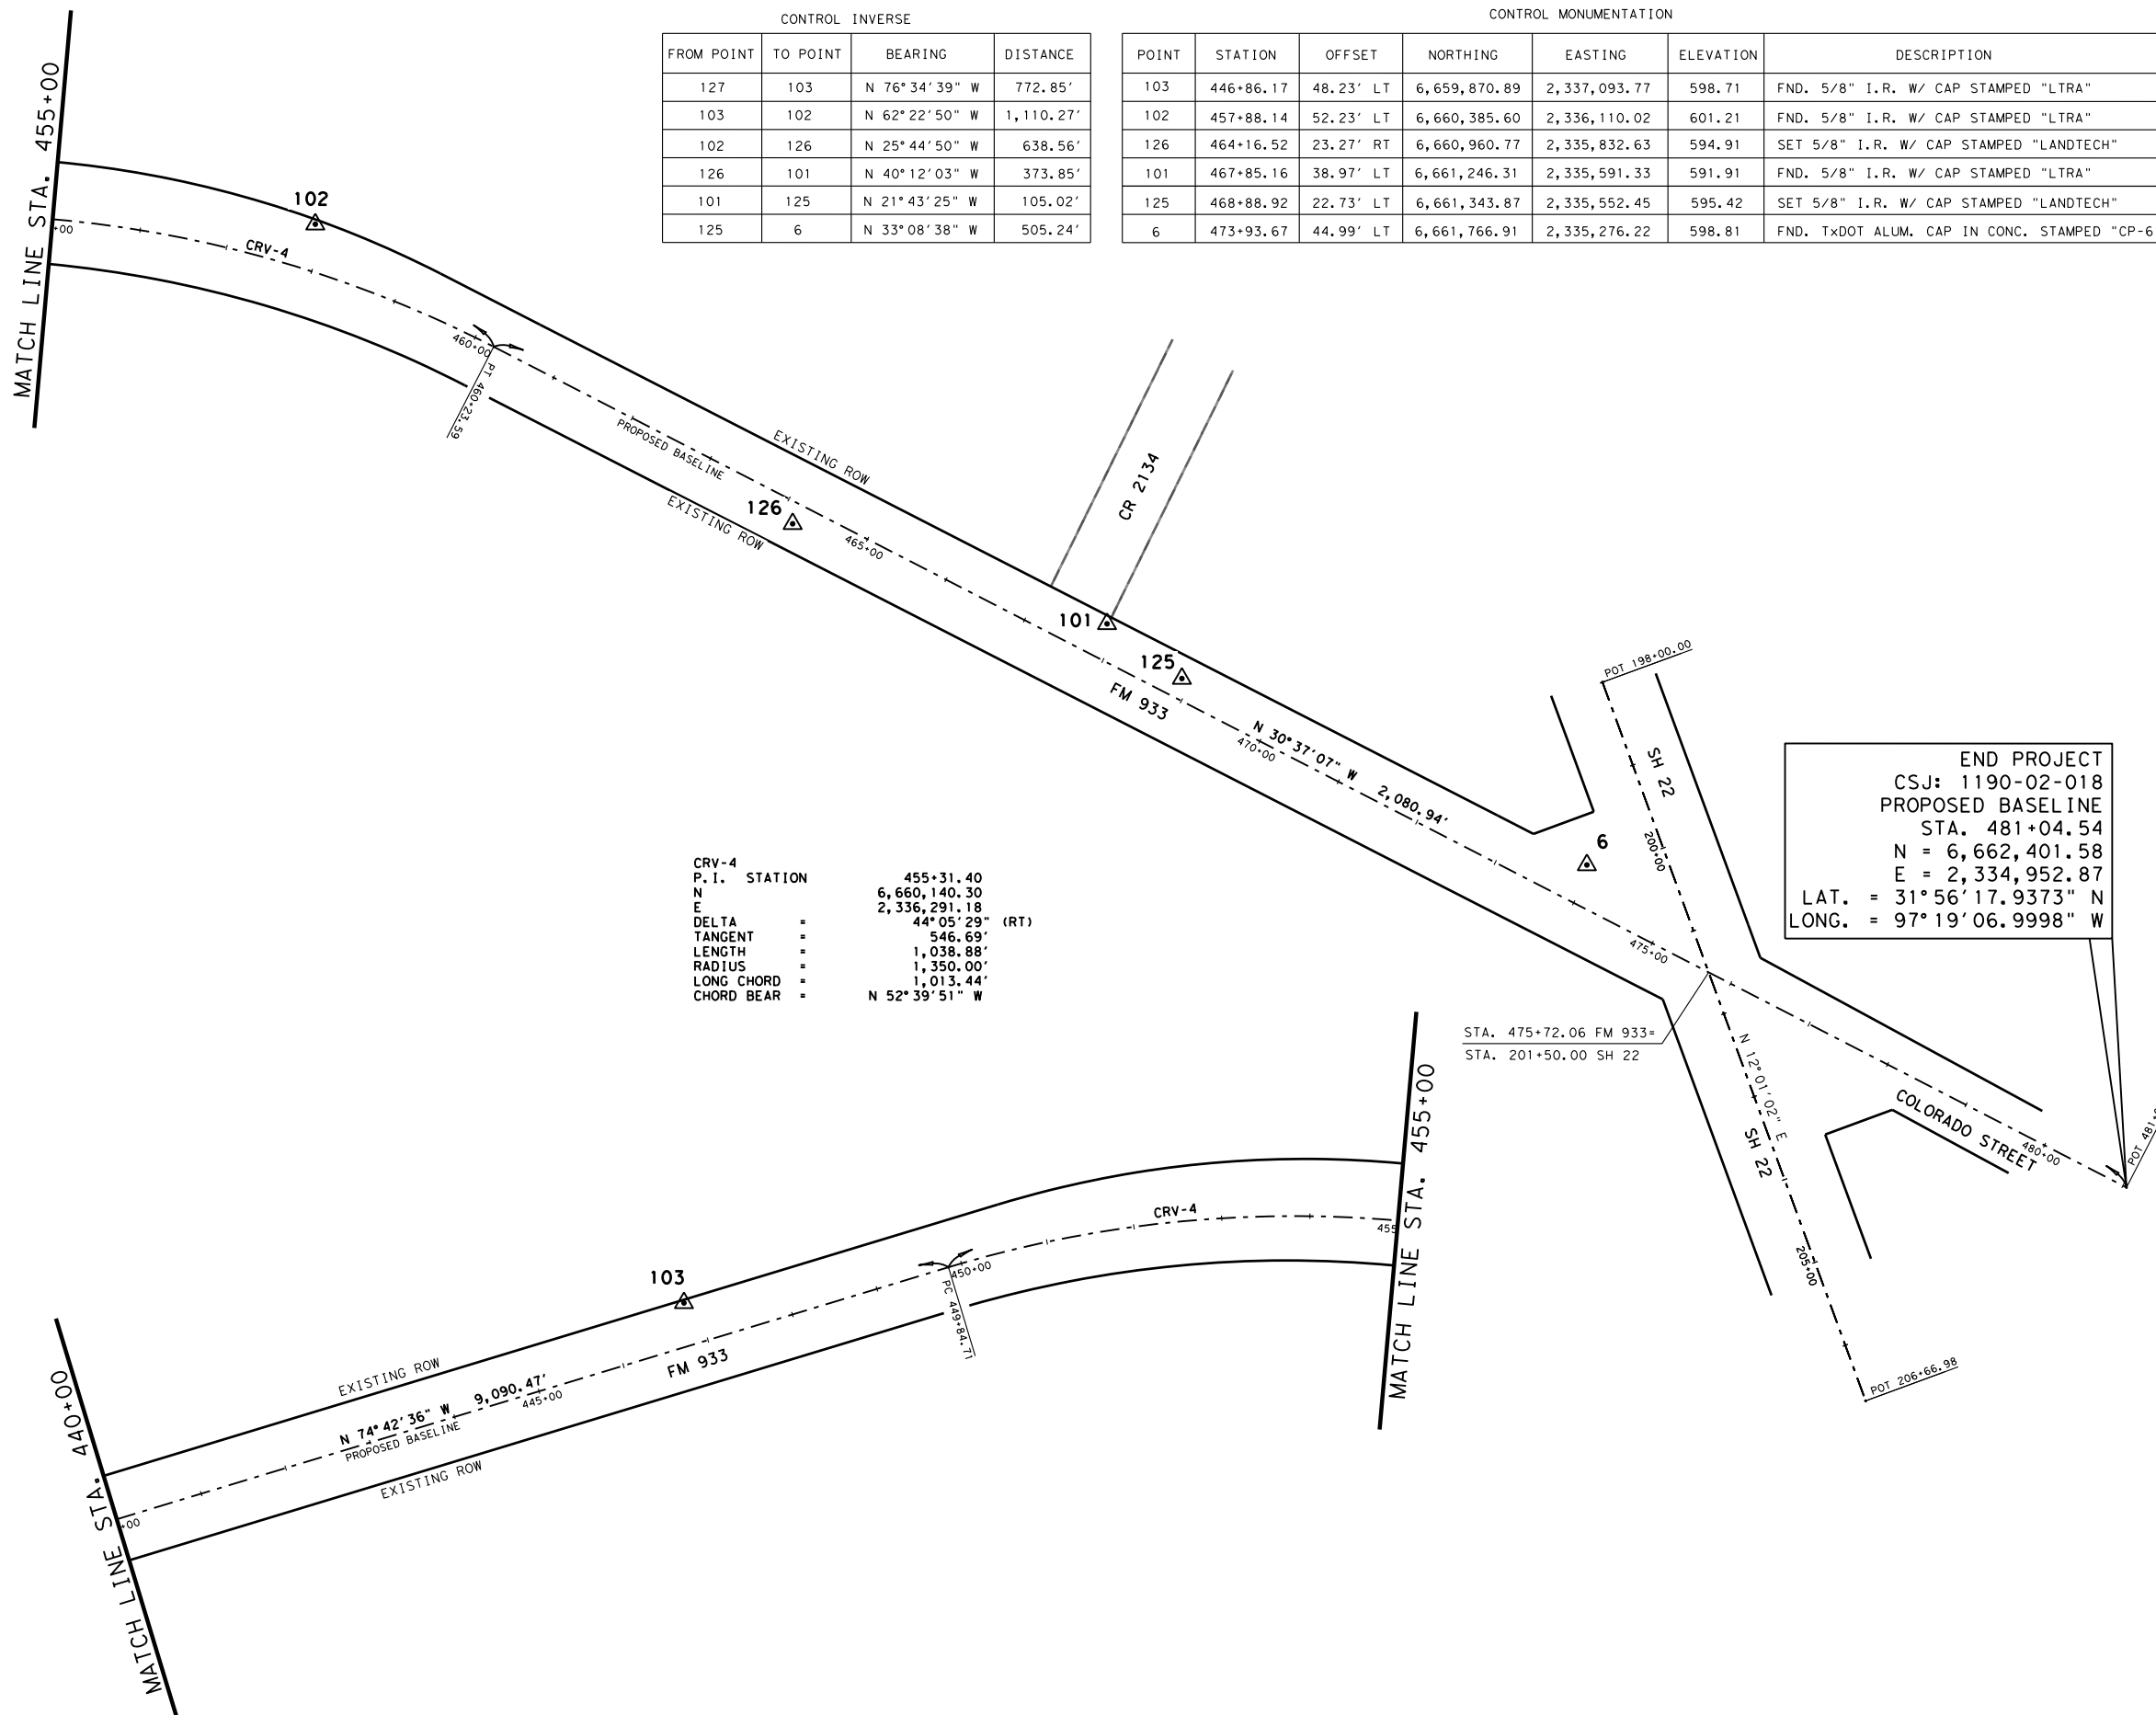 CONTROL INVERSE
FROM POINT TO POINT BEARING DISTANCE
127 103 N 76°34'39" W 772.85'
103 102 N 62°22'50" W 1,110.27'
102 126 N 25°44'50" W 638.56'
126 101 N 40°12'03" W 373.85'
101 125 N 21°43'25" W 105.02'
125 6 N 33°08'38" W 505.24'
CONTROL MONUMENTATION
POINT STATION OFFSET NORTHING EASTING ELEVATION DESCRIPTION
103 446+86.17 48.23' LT 6,659,870.89 2,337,093.77 598.71 FND. 5/8" I.R. W/ CAP STAMPED "LTRA"
102 457+88.14 52.23' LT 6,660,385.60 2,336,110.02 601.21 FND. 5/8" I.R. W/ CAP STAMPED "LTRA"
126 464+16.52 23.27' RT 6,660,960.77 2,335,832.63 594.91 SET 5/8" I.R. W/ CAP STAMPED "LANDTECH"
101 467+85.16 38.97' LT 6,661,246.31 2,335,591.33 591.91 FND. 5/8" I.R. W/ CAP STAMPED "LTRA"
125 468+88.92 22.73' LT 6,661,343.87 2,335,552.45 595.42 SET 5/8" I.R. W/ CAP STAMPED "LANDTECH"
6 473+93.67 44.99' LT 6,661,766.91 2,335,276.22 598.81 FND. TxDOT ALUM. CAP IN CONC. STAMPED "CP-6
MATCH LINE STA. 455+00
+00
102
CRV-4
460+00
PT 460+23.59
PROPOSED BASELINE
EXISTING ROW
EXISTING ROW
126
465+00
CR 2134
101
125
FM 933
N 30°37'07" W 2,080.94'
470+00
6
475+00
POT 198+00.00
SH 22
200+00
END PROJECT
CSJ: 1190-02-018
PROPOSED BASELINE
STA. 481+04.54
N = 6,662,401.58
E = 2,334,952.87
LAT. = 31°56'17.9373" N
LONG. = 97°19'06.9998" W
STA. 475+72.06 FM 933=
STA. 201+50.00 SH 22
N 12°01'02" E
SH 22
COLORADO STREET
480+00
POT 481+
205+00
POT 206+66.98
CRV-4
P.I. STATION 455+31.40
N 6,660,140.30
E 2,336,291.18
DELTA = 44°05'29" (RT)
TANGENT = 546.69'
LENGTH = 1,038.88'
RADIUS = 1,350.00'
LONG CHORD = 1,013.44'
CHORD BEAR = N 52°39'51" W
MATCH LINE STA. 455+00
455
CRV-4
450+00
PC 449+84.71
103
FM 933
EXISTING ROW
N 74°42'36" W 9,090.47'
445+00
PROPOSED BASELINE
EXISTING ROW
+00
MATCH LINE STA. 440+00